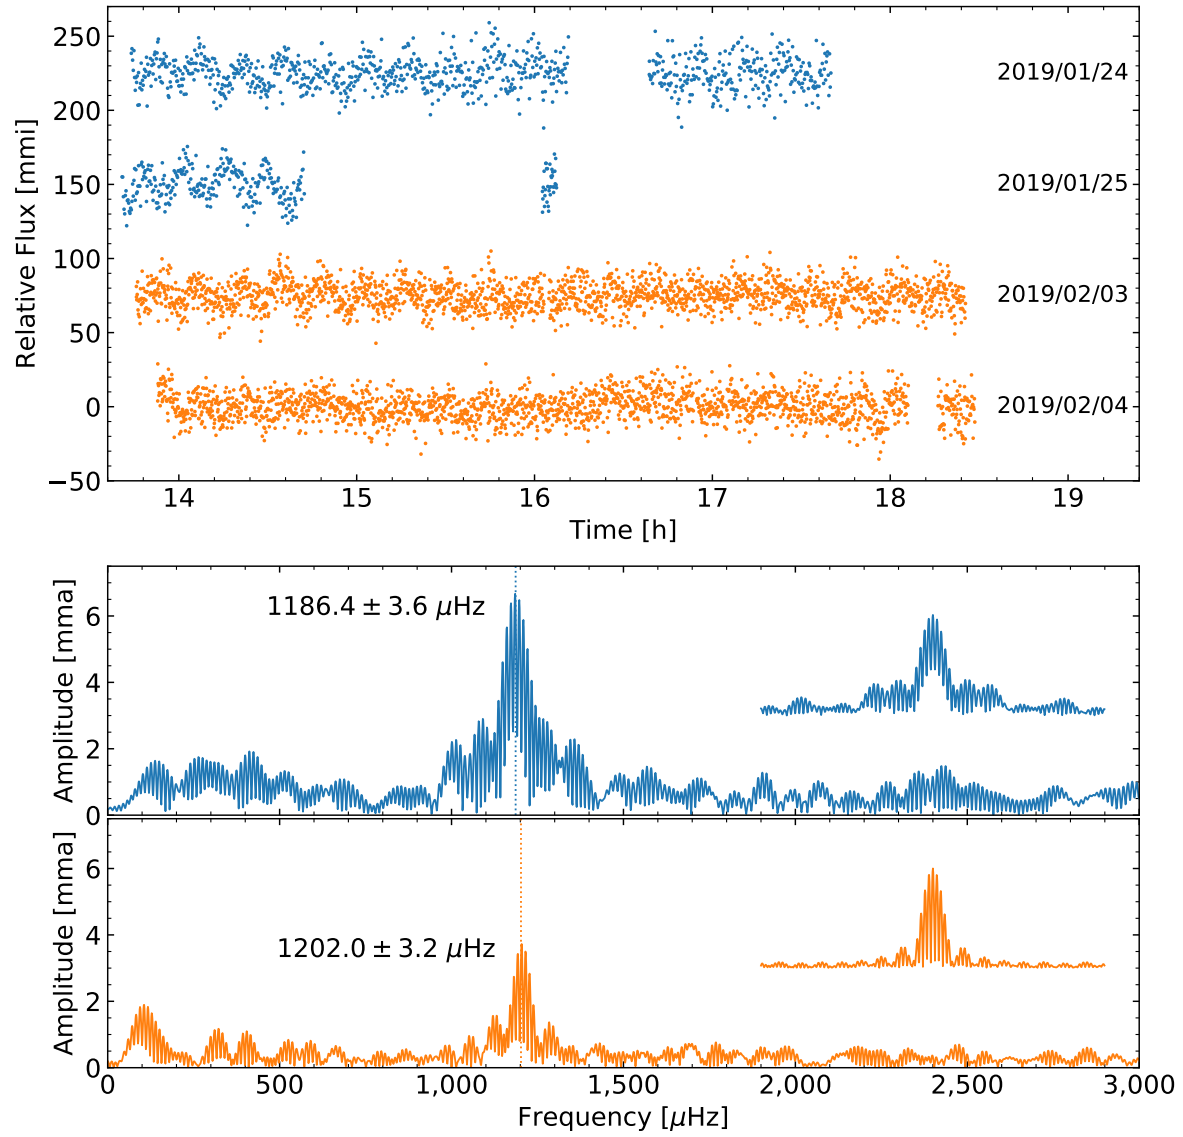 250
200
150
100
50
0
−50
Relative Flux [mmi]
2019/01/24
2019/01/25
2019/02/03
2019/02/04
14 15 16 17 18 19
Time [h]
6
4
2
0
Amplitude [mma]
1186.4 ± 3.6 μHz
6
4
2
0
Amplitude [mma]
1202.0 ± 3.2 μHz
0 500 1,000 1,500 2,000 2,500 3,000
Frequency [μHz]